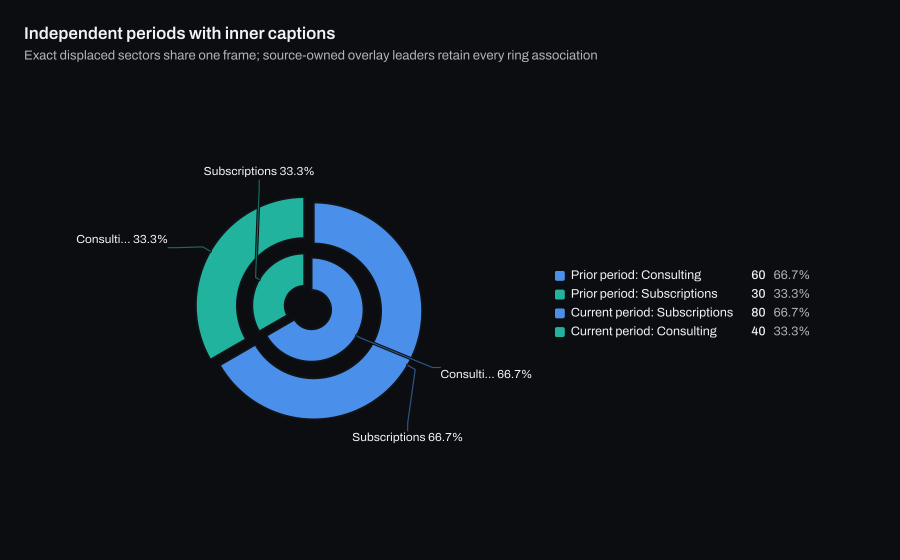 Independent periods with inner captions
Exact displaced sectors share one frame; source-owned overlay leaders retain every ring association
Subscriptions 33.3%
Consulti... 33.3%
Consulti... 66.7%
Subscriptions 66.7%
Prior period: Consulting 60 66.7%
Prior period: Subscriptions 30 33.3%
Current period: Subscriptions 80 66.7%
Current period: Consulting 40 33.3%